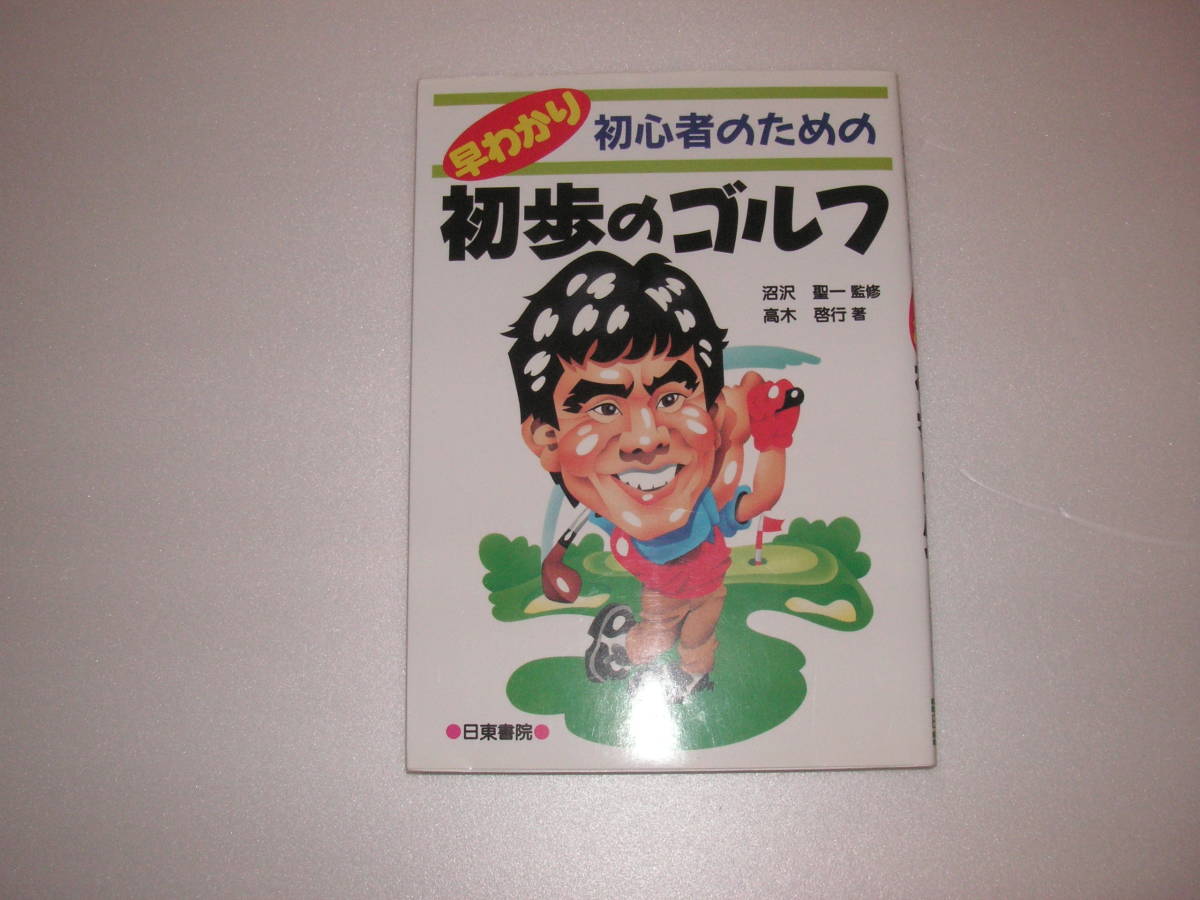 早わかり
初心者のための
初歩のゴルフ
沼沢 聖一 監修
高木 啓行 著
●日東書院●